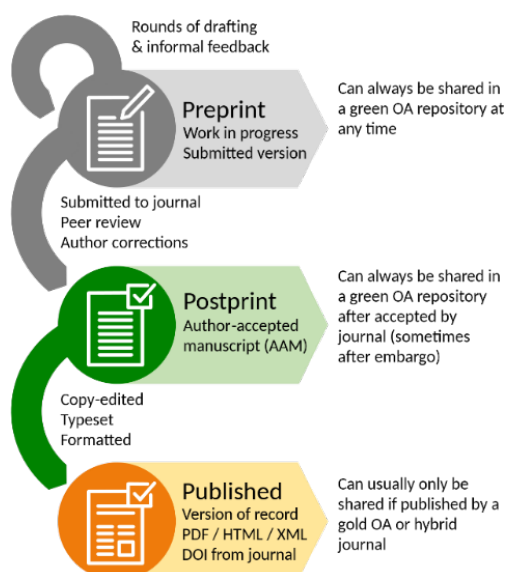 Rounds of drafting
& informal feedback
Preprint
Work in progress
Submitted version
Can always be shared in
a green OA repository at
any time
Submitted to journal
Peer review
Author corrections
Postprint
Author-accepted
manuscript (AAM)
Can always be shared in
a green OA repository
after accepted by
journal (sometimes
after embargo)
Copy-edited
Typeset
Formatted
Published
Version of record
PDF / HTML / XML
DOI from journal
Can usually only be
shared if published by a
gold OA or hybrid
journal